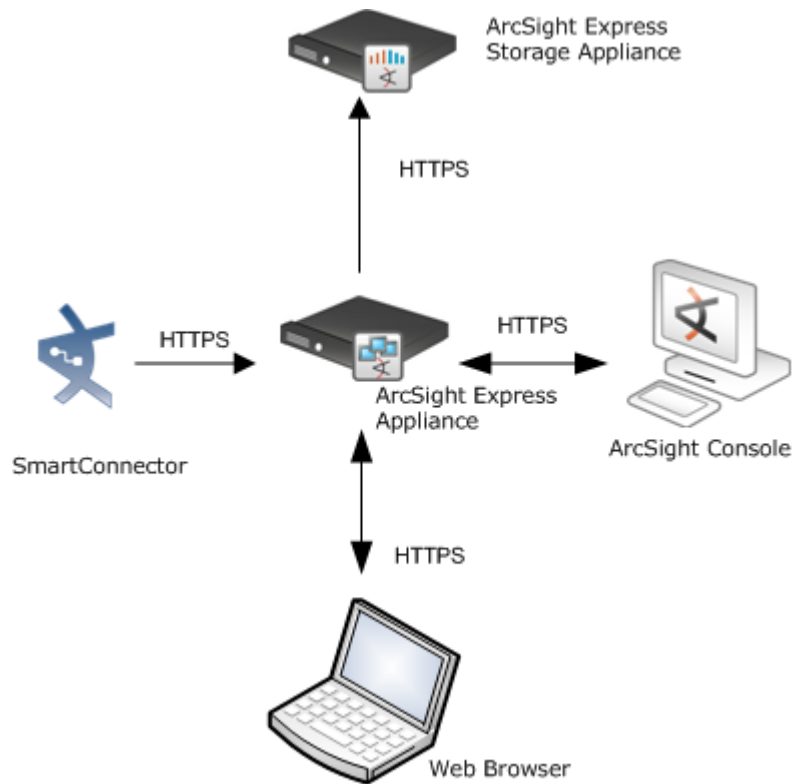 ArcSight Express
Storage Appliance
HTTPS
HTTPS
HTTPS
ArcSight Express
Appliance
SmartConnector
ArcSight Console
HTTPS
Web Browser